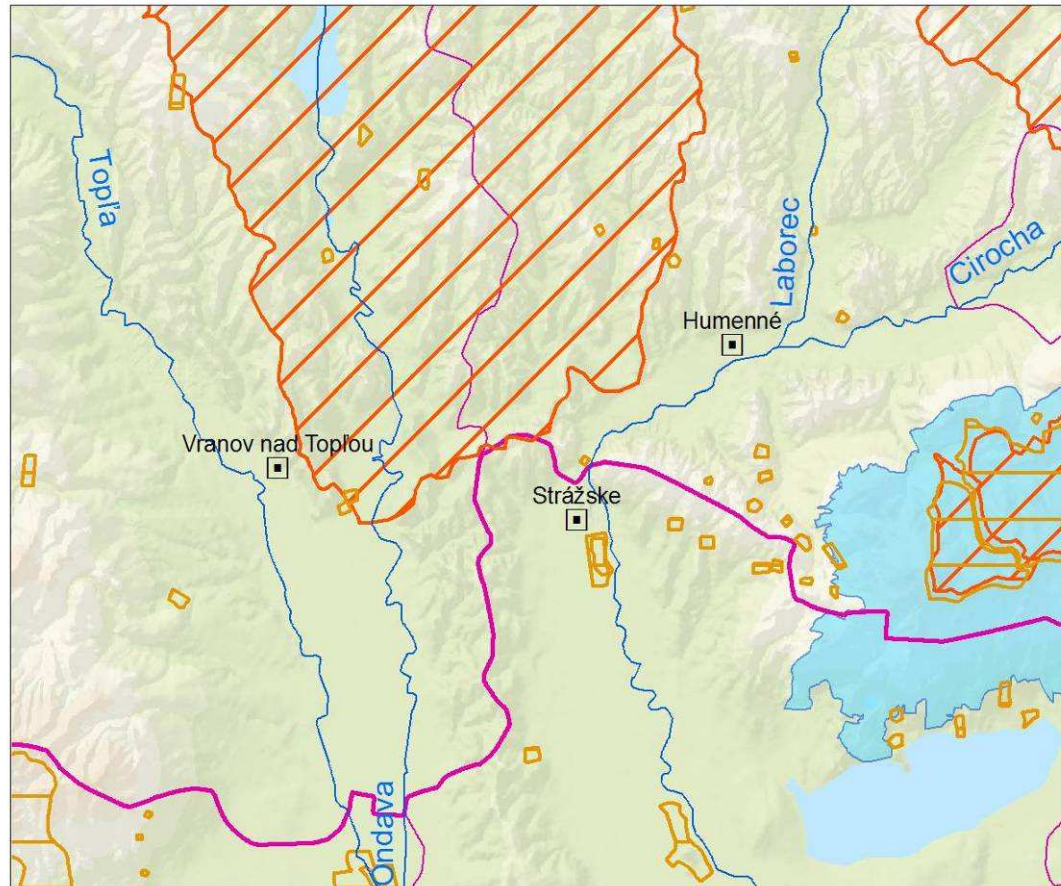 Topľa
Laborec
Cirocha
Humenné
Vranov nad Topľou
Strážske
Ondava